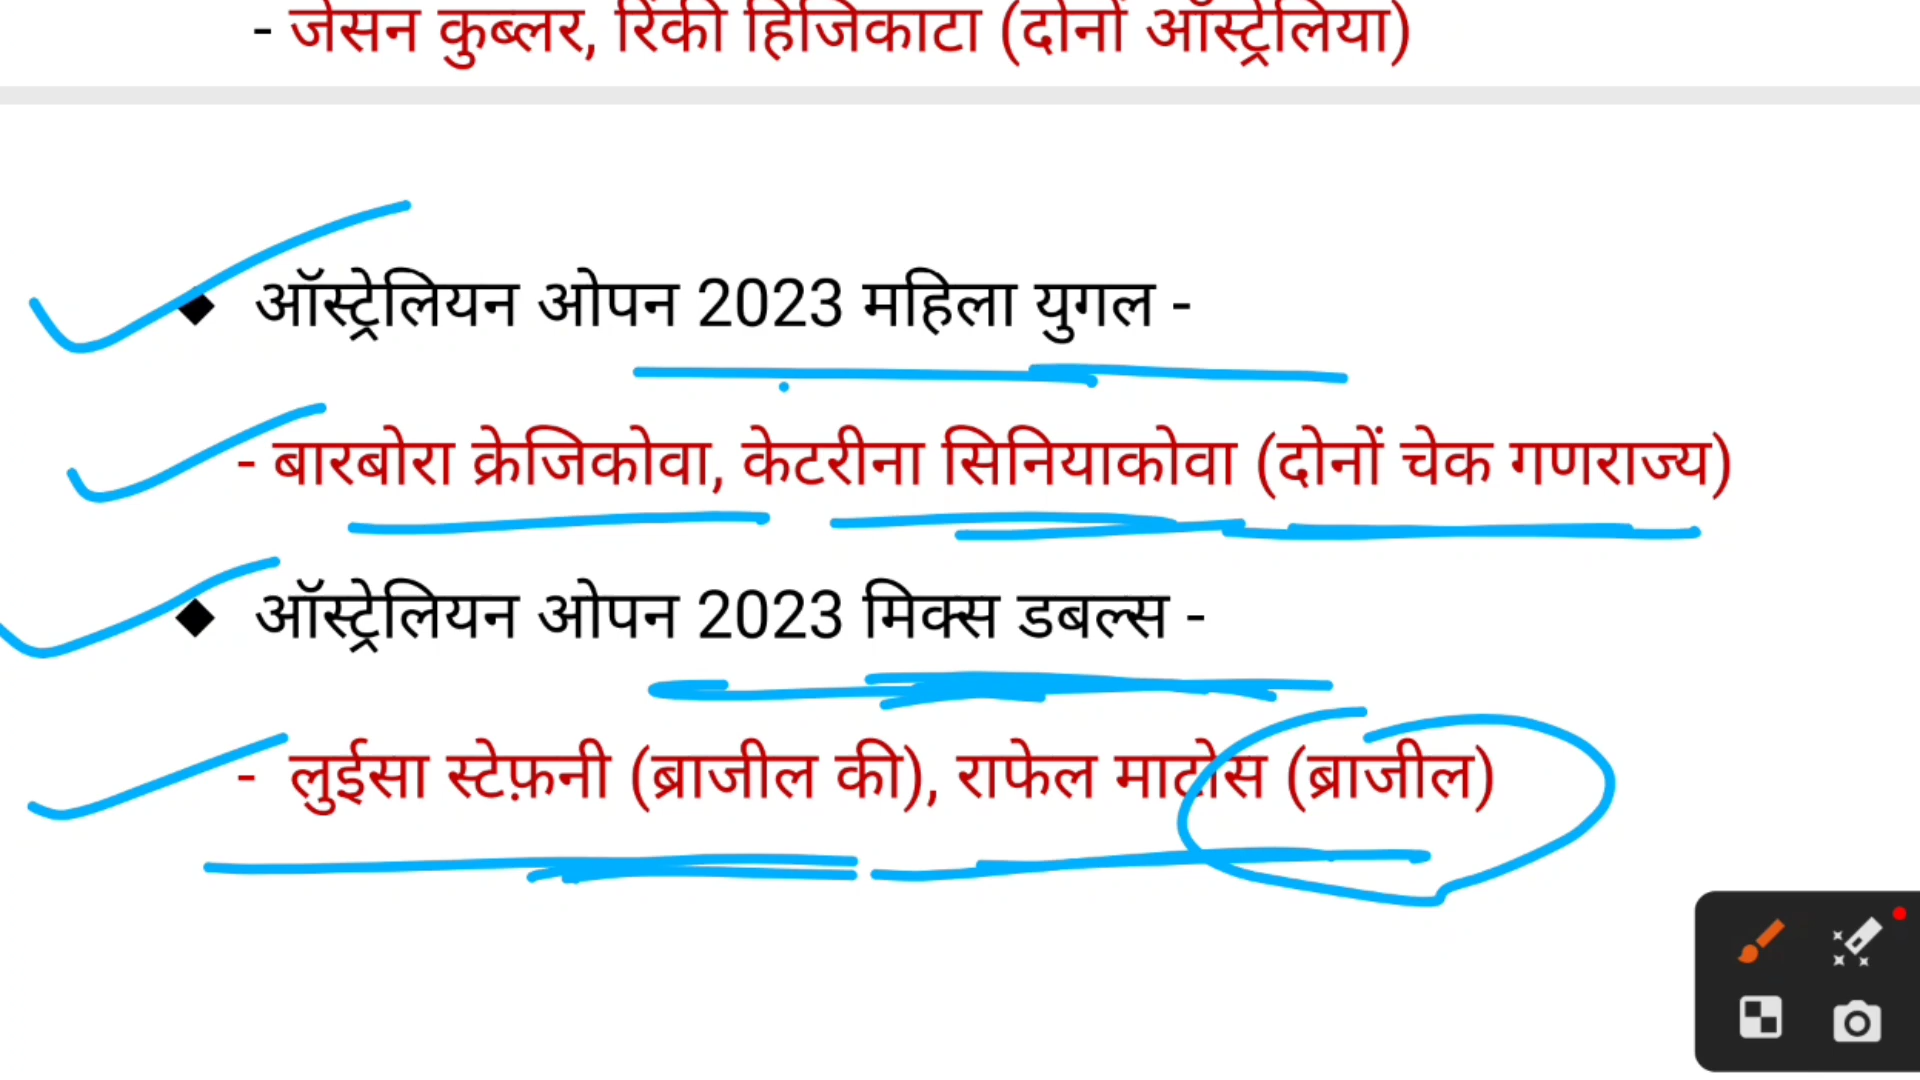 - जेसन कुब्लर, रिंकी हिजिकाटा (दोनों ऑस्ट्रेलिया)
◆ ऑस्ट्रेलियन ओपन 2023 महिला युगल -
- बारबोरा क्रेजिकोवा, केटरीना सिनियाकोवा (दोनों चेक गणराज्य)
◆ ऑस्ट्रेलियन ओपन 2023 मिक्स डबल्स -
- लुईसा स्टेफ़नी (ब्राजील की), राफेल माटोस (ब्राजील)